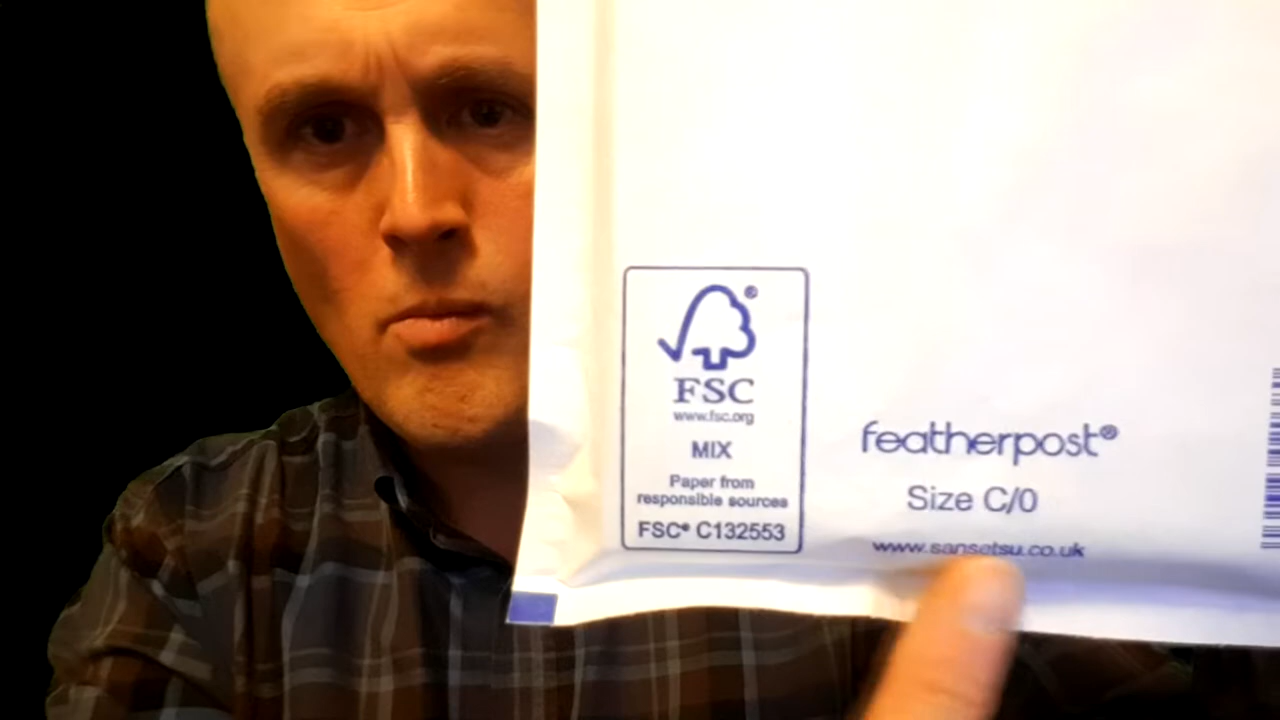 FSC®
www.fsc.org
MIX
Paper from
responsible sources
FSC® C132553
featherpost®
Size C/0
www.sansetsu.co.uk